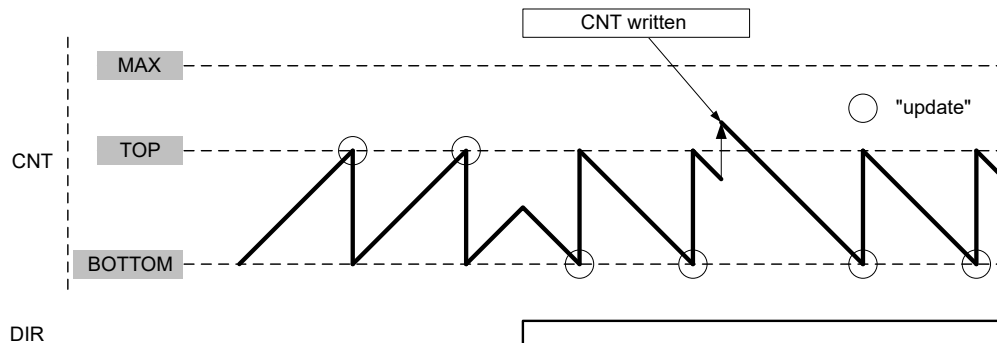 CNT written
MAX
"update"
TOP
CNT
BOTTOM
DIR